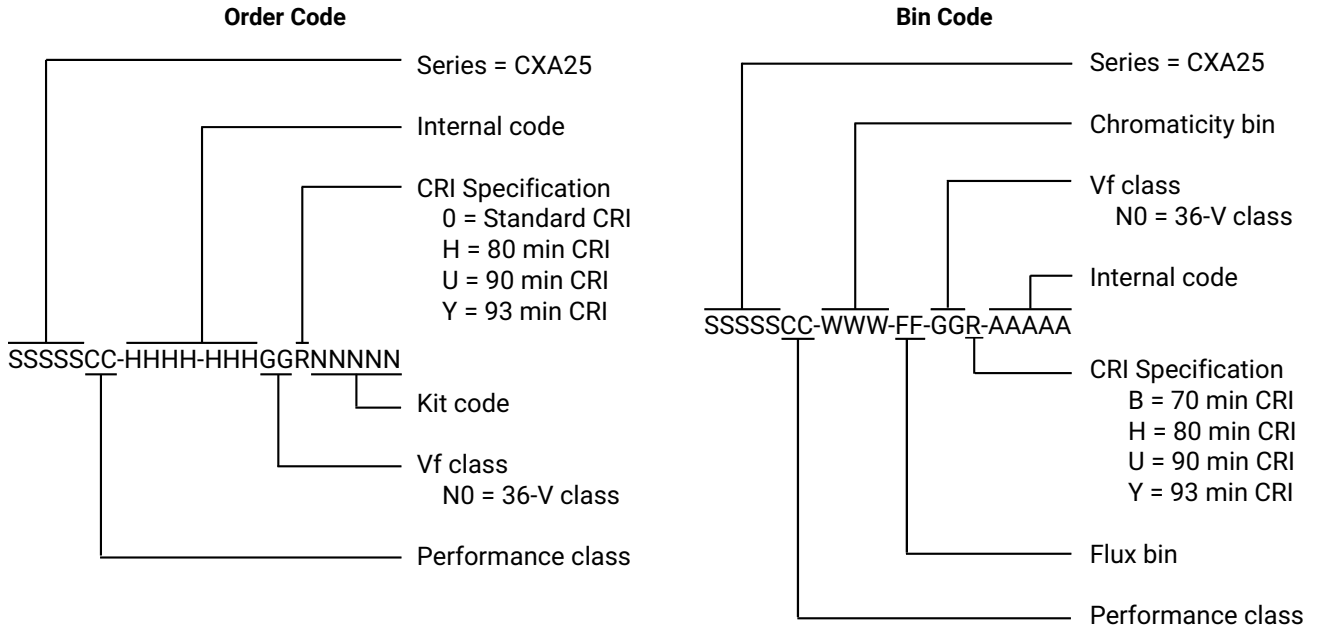 Order Code
Series = CXA25
Internal code
CRI Specification
0 = Standard CRI
H = 80 min CRI
U = 90 min CRI
Y = 93 min CRI
SSSSSCC-HHHH-HHHGGRNNNNN
Kit code
Vf class
N0 = 36-V class
Performance class
Bin Code
Series = CXA25
Chromaticity bin
Vf class
N0 = 36-V class
Internal code
SSSSSCC-WWW-FF-GGR-AAAAA
CRI Specification
B = 70 min CRI
H = 80 min CRI
U = 90 min CRI
Y = 93 min CRI
Flux bin
Performance class